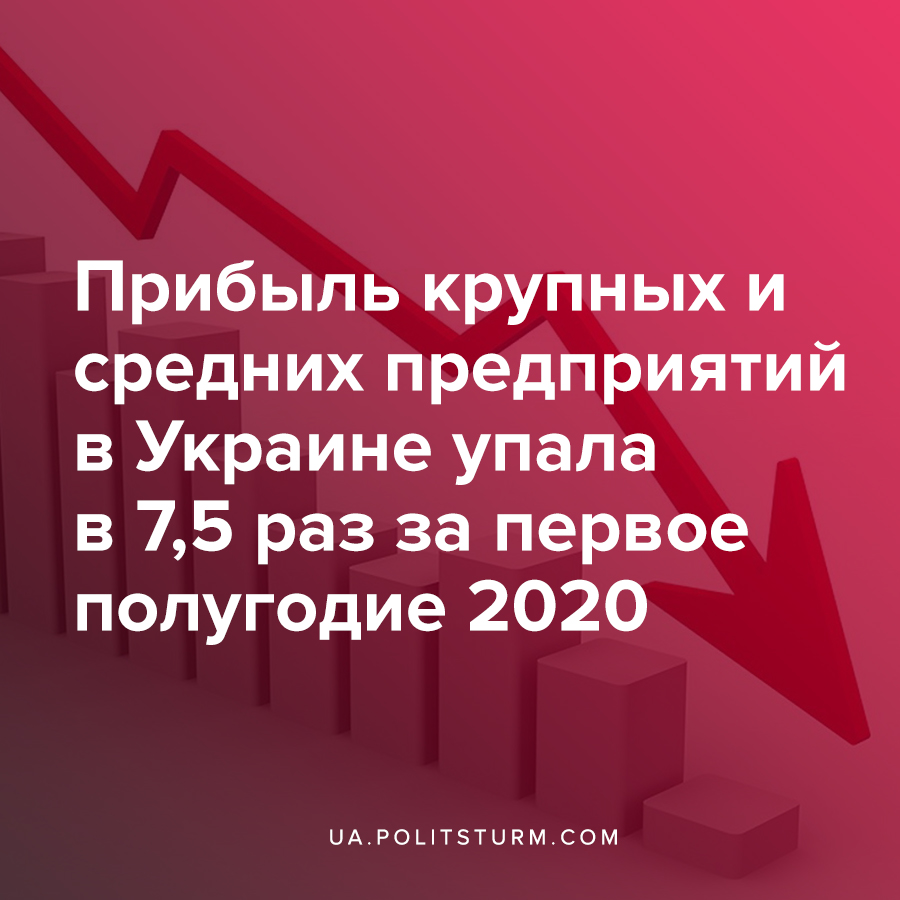 Прибыль крупных и
средних предприятий
в Украине упала
в 7,5 раз за первое
полугодие 2020
UA.POLITSTURM.COM